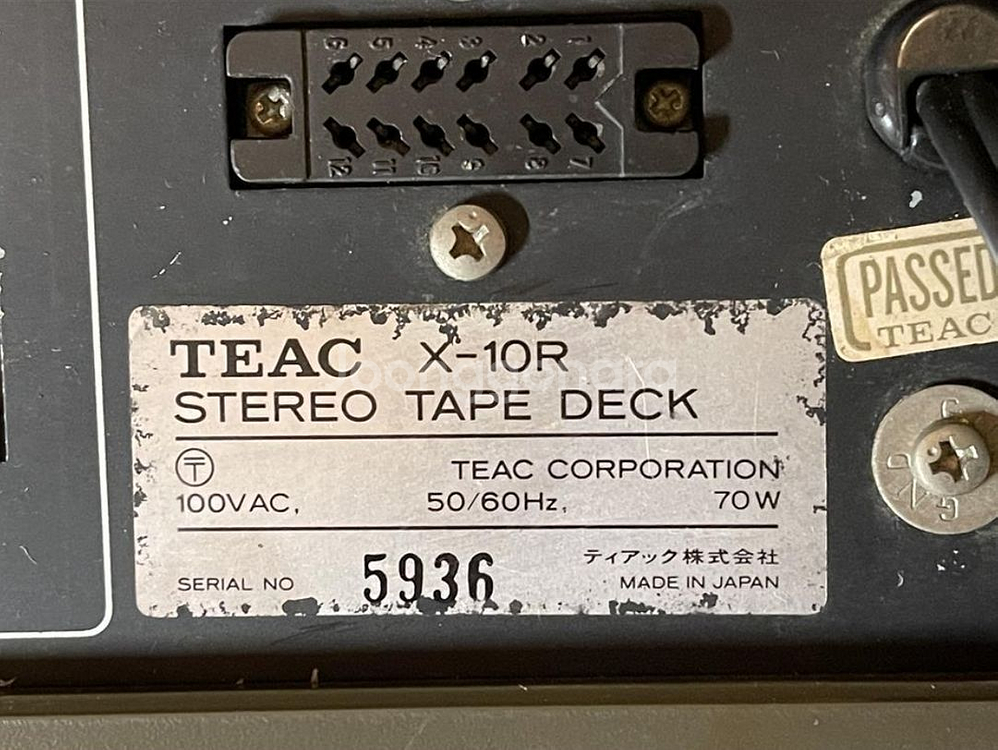 6 5 4 3 2 1
12 11 10 9 8 7
PASSED
TEAC
TEAC X-10R
STEREO TAPE DECK
〒 TEAC CORPORATION
100VAC, 50/60Hz, 70W
ティアック株式会社
SERIAL NO 5936 MADE IN JAPAN
GND